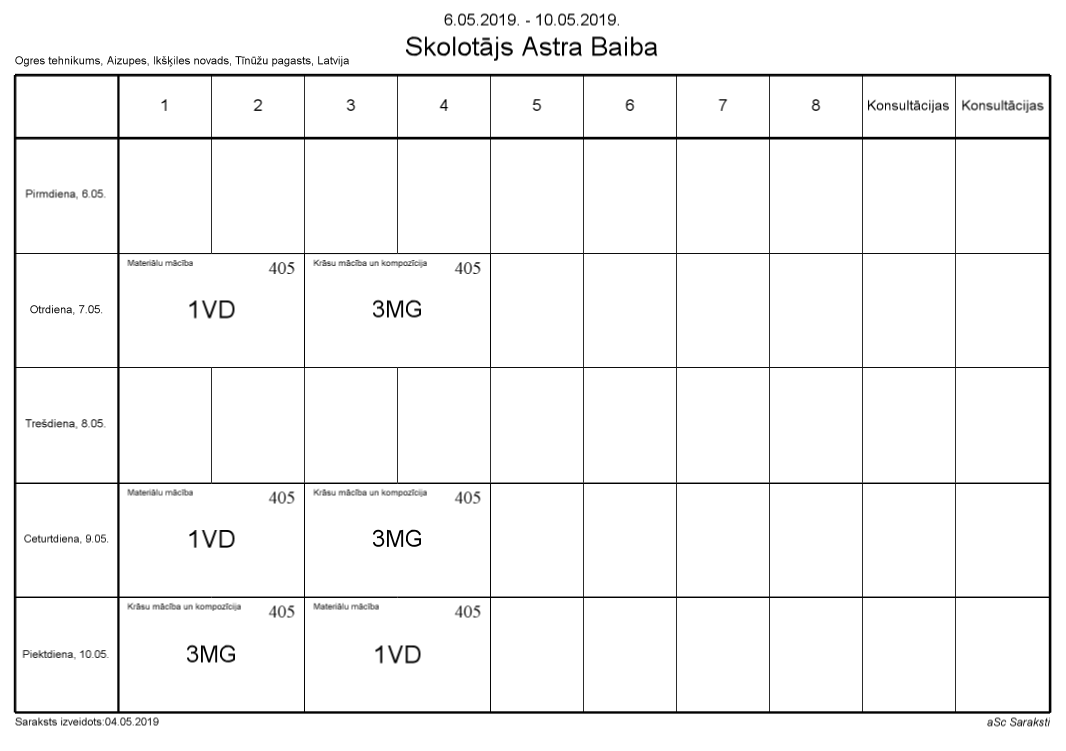 6.05.2019. - 10.05.2019.
Skolotājs Astra Baiba
Ogres tehnikums, Aizupes, Ikšķiles novads, Tīnūžu pagasts, Latvija
1 2 3 4 5 6 7 8 Konsultācijas Konsultācijas
Pirmdiena, 6.05.
Materiālu mācība 405 Krāsu mācība un kompozīcija 405
Otrdiena, 7.05. 1VD 3MG
Trešdiena, 8.05.
Materiālu mācība 405 Krāsu mācība un kompozīcija 405
Ceturtdiena, 9.05. 1VD 3MG
Krāsu mācība un kompozīcija 405 Materiālu mācība 405
Piektdiena, 10.05. 3MG 1VD
Saraksts izveidots:04.05.2019 aSc Saraksti